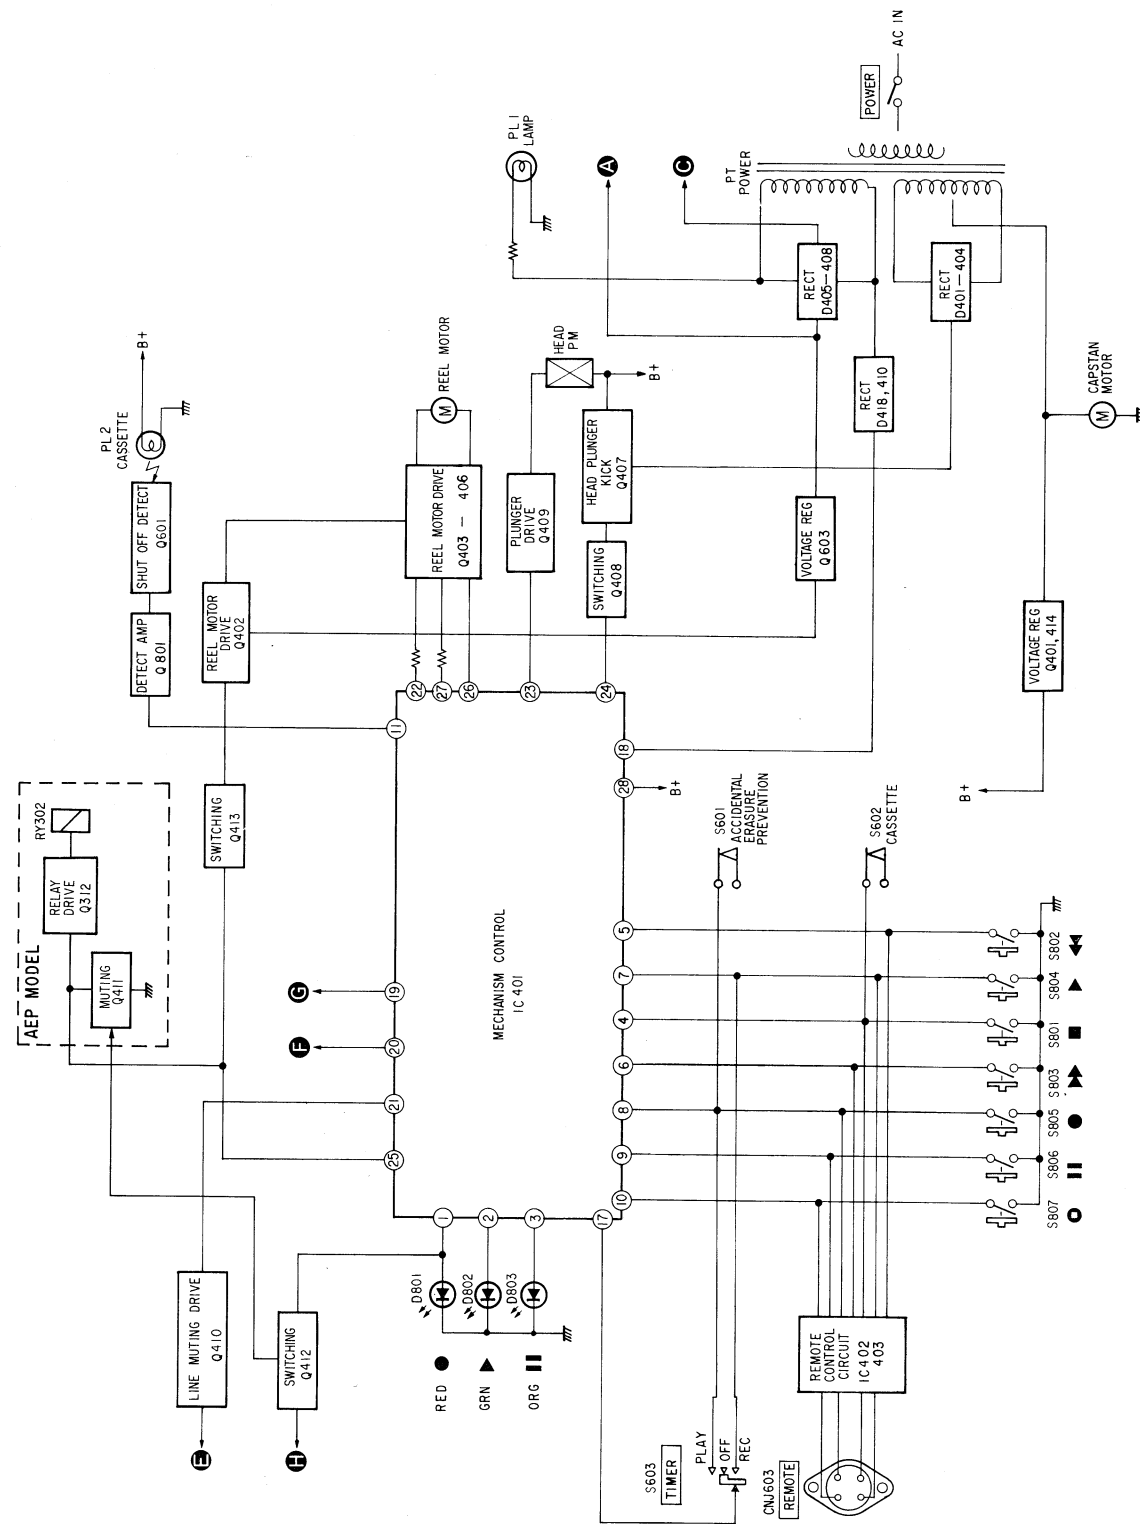 AEP MODEL
RY302
RELAY
DRIVE
Q312
MUTING
Q411
SWITCHING
Q413
PL2
CASSETTE
B+
SHUT OFF DETECT
Q601
DETECT AMP
Q801
REEL MOTOR
DRIVE
Q402
REEL MOTOR DRIVE
Q403 — 406
M
REEL MOTOR
PLUNGER
DRIVE
Q409
HEAD
PM
B+
HEAD PLUNGER
KICK
Q407
SWITCHING
Q408
PL1
LAMP
A
C
PT
POWER
POWER
AC IN
RECT
D405—408
RECT
D401—404
RECT
D418, 410
VOLTAGE REG
Q603
VOLTAGE REG
Q401, 414
CAPSTAN
MOTOR
M
B+
LINE MUTING DRIVE
Q410
E
SWITCHING
Q412
H
F
G
25
21
20
19
11
22
27
26
23
24
18
28
B+
5
7
4
6
8
9
10
17
1
2
3
MECHANISM CONTROL
IC401
D801
D802
D803
RED
GRN
ORG
S603
TIMER
PLAY
OFF
REC
S601
ACCIDENTAL
ERASURE
PREVENTION
S602
CASSETTE
CNJ603
REMOTE
REMOTE
CONTROL
CIRCUIT
IC402
403
S807
S806
S805
S803
S801
S804
S802